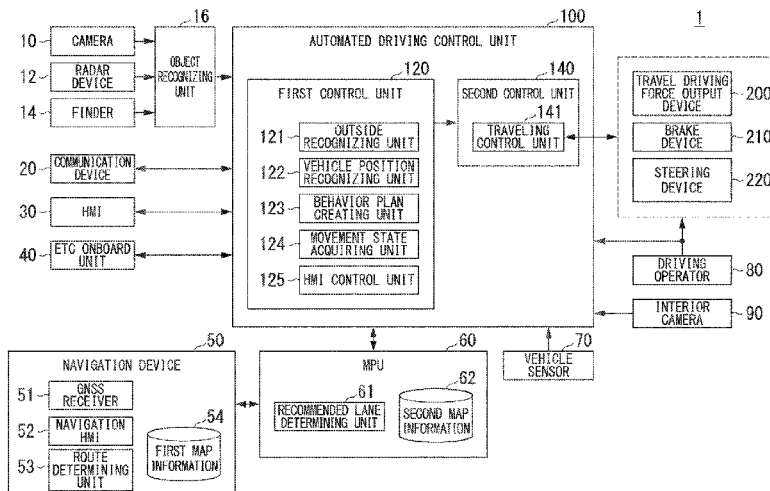 1
10
CAMERA
12
RADAR
DEVICE
14
FINDER
16
OBJECT
RECOGNIZING
UNIT
20
COMMUNICATION
DEVICE
30
HMI
40
ETC ONBOARD
UNIT
100
AUTOMATED DRIVING CONTROL UNIT
120
FIRST CONTROL UNIT
121
OUTSIDE
RECOGNIZING UNIT
122
VEHICLE POSITION
RECOGNIZING UNIT
123
BEHAVIOR PLAN
CREATING UNIT
124
MOVEMENT STATE
ACQUIRING UNIT
125
HMI CONTROL UNIT
140
SECOND CONTROL UNIT
141
TRAVELING
CONTROL UNIT
TRAVEL DRIVING
FORCE OUTPUT
DEVICE
200
BRAKE
DEVICE
210
STEERING
DEVICE
220
DRIVING
OPERATOR
80
INTERIOR
CAMERA
90
VEHICLE
SENSOR
70
50
NAVIGATION DEVICE
51
GNSS
RECEIVER
52
NAVIGATION
HMI
53
ROUTE
DETERMINING
UNIT
54
FIRST MAP
INFORMATION
60
MPU
61
RECOMMENDED LANE
DETERMINING UNIT
62
SECOND MAP
INFORMATION